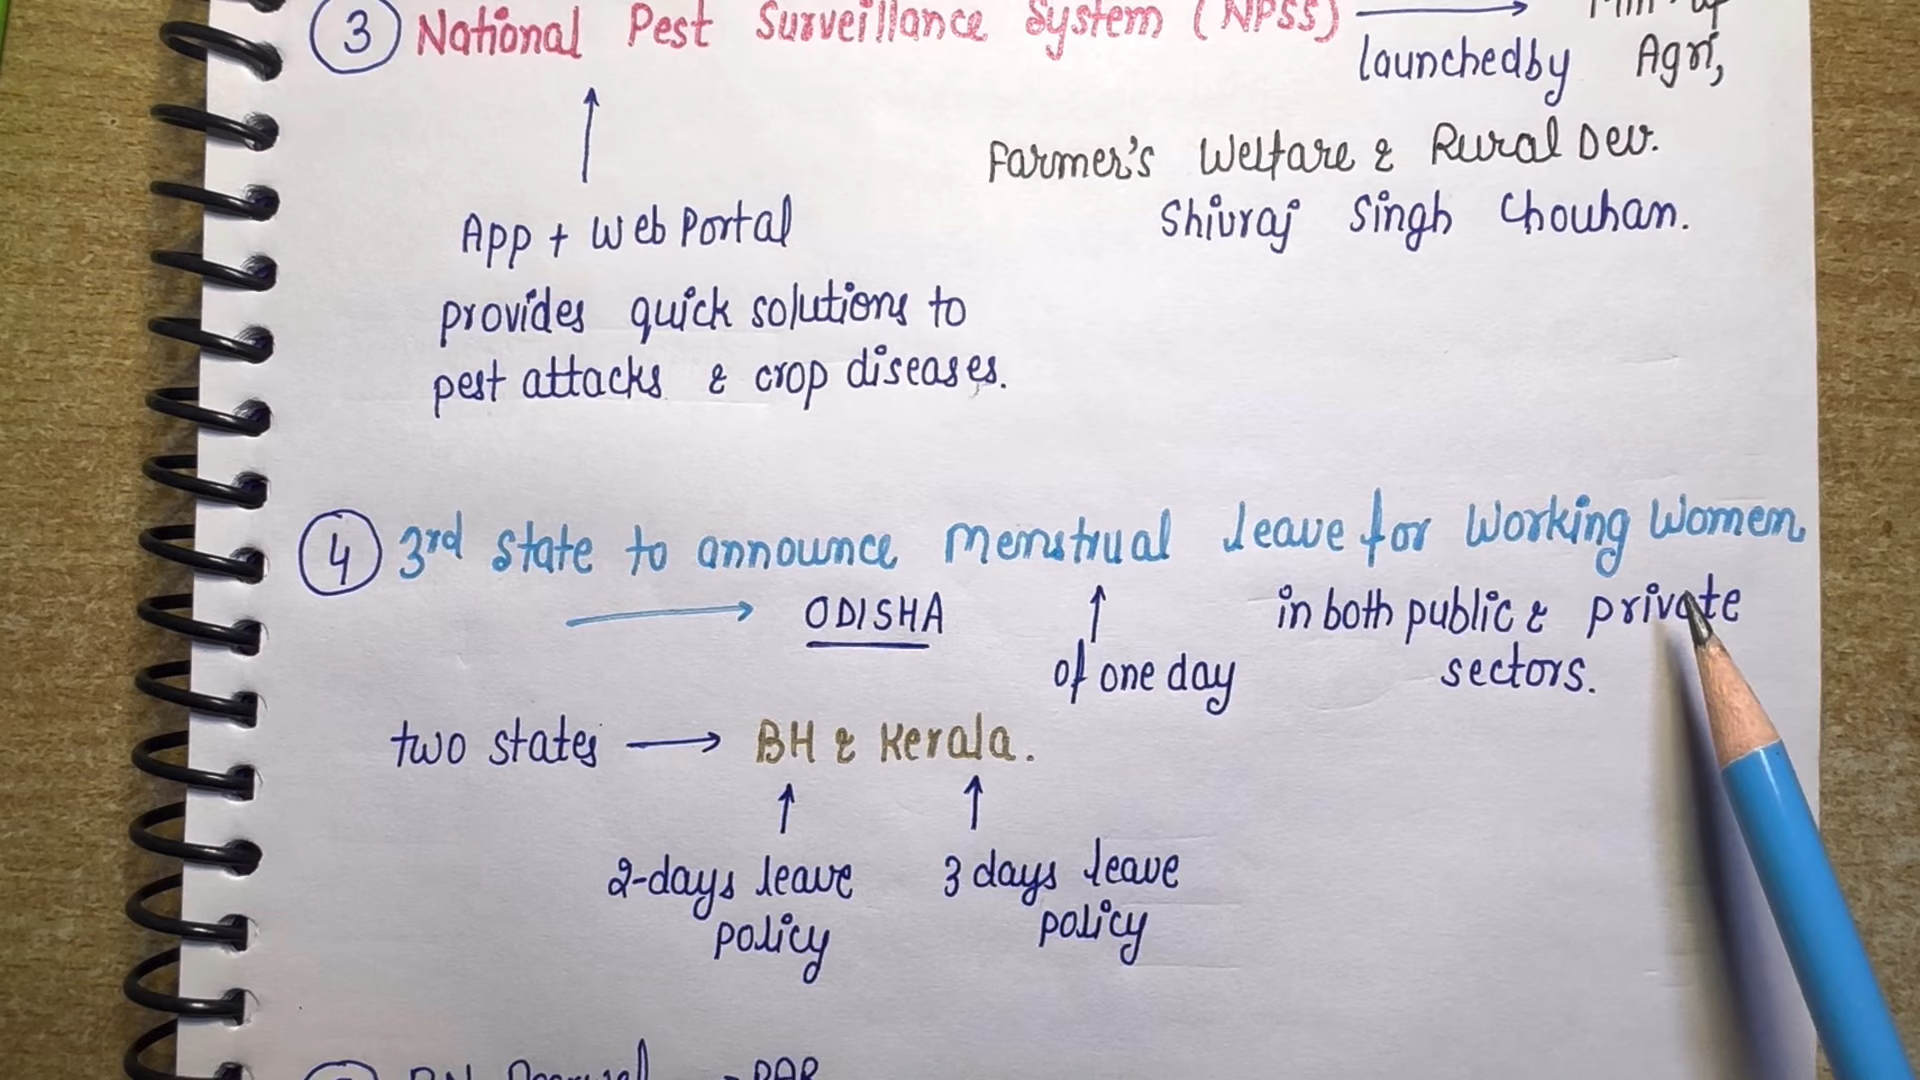 3 National Pest Surveillance System (NPSS) →
launchedby Agri,
Farmer's Welfare & Rural Dev.
Shivraj Singh Chouhan.
App + Web Portal
provides quick solutions to
pest attacks & crop diseases.
4 3rd state to announce Menstrual leave for Working Women
→ ODISHA
of one day
in both public & private
sectors.
two states → BH & Kerala.
2-days leave
policy
3 days leave
policy